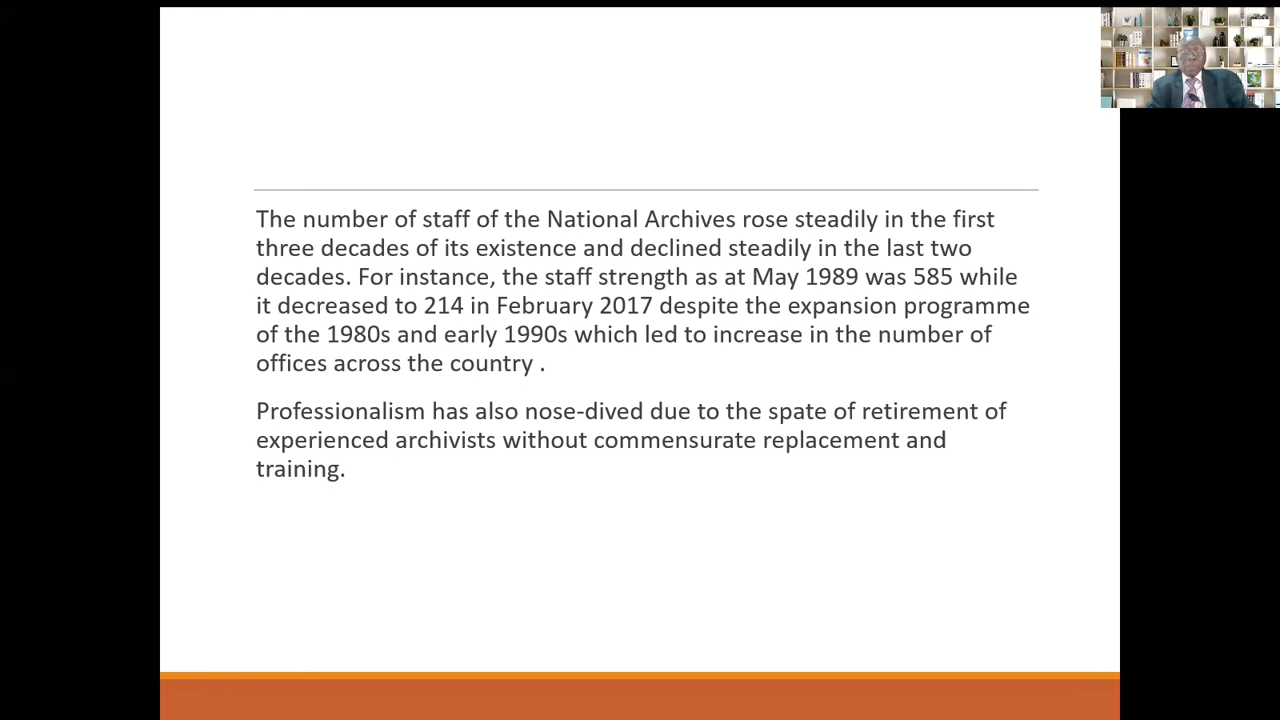 The number of staff of the National Archives rose steadily in the first
three decades of its existence and declined steadily in the last two
decades. For instance, the staff strength as at May 1989 was 585 while
it decreased to 214 in February 2017 despite the expansion programme
of the 1980s and early 1990s which led to increase in the number of
offices across the country .
Professionalism has also nose-dived due to the spate of retirement of
experienced archivists without commensurate replacement and
training.